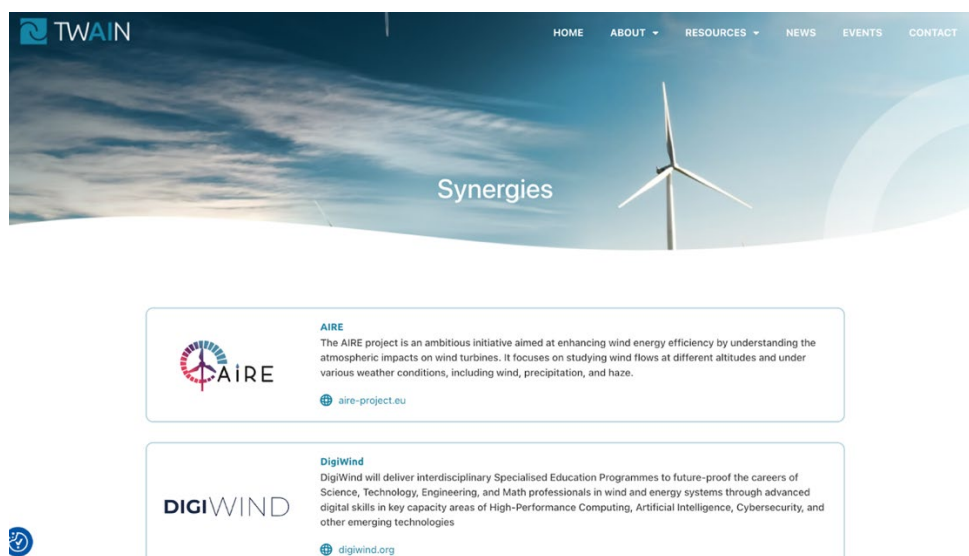 TWAIN
HOME ABOUT RESOURCES NEWS EVENTS CONTACT
Synergies
AIRE
AIRE
The AIRE project is an ambitious initiative aimed at enhancing wind energy efficiency by understanding the
atmospheric impacts on wind turbines. It focuses on studying wind flows at different altitudes and under
various weather conditions, including wind, precipitation, and haze.
aire-project.eu
DIGIWIND
DigiWind
DigiWind will deliver interdisciplinary Specialised Education Programmes to future-proof the careers of
Science, Technology, Engineering, and Math professionals in wind and energy systems through advanced
digital skills in key capacity areas of High-Performance Computing, Artificial Intelligence, Cybersecurity, and
other emerging technologies
digiwind.org